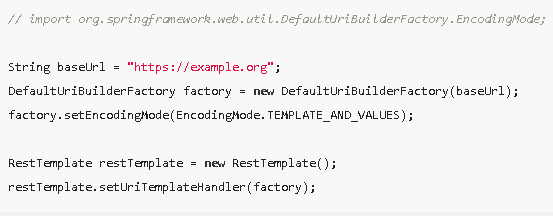 // import org.springframework.web.util.DefaultUriBuilderFactory.EncodingMode;
String baseUrl = "https://example.org";
DefaultUriBuilderFactory factory = new DefaultUriBuilderFactory(baseUrl);
factory.setEncodingMode(EncodingMode.TEMPLATE_AND_VALUES);
RestTemplate restTemplate = new RestTemplate();
restTemplate.setUriTemplateHandler(factory);